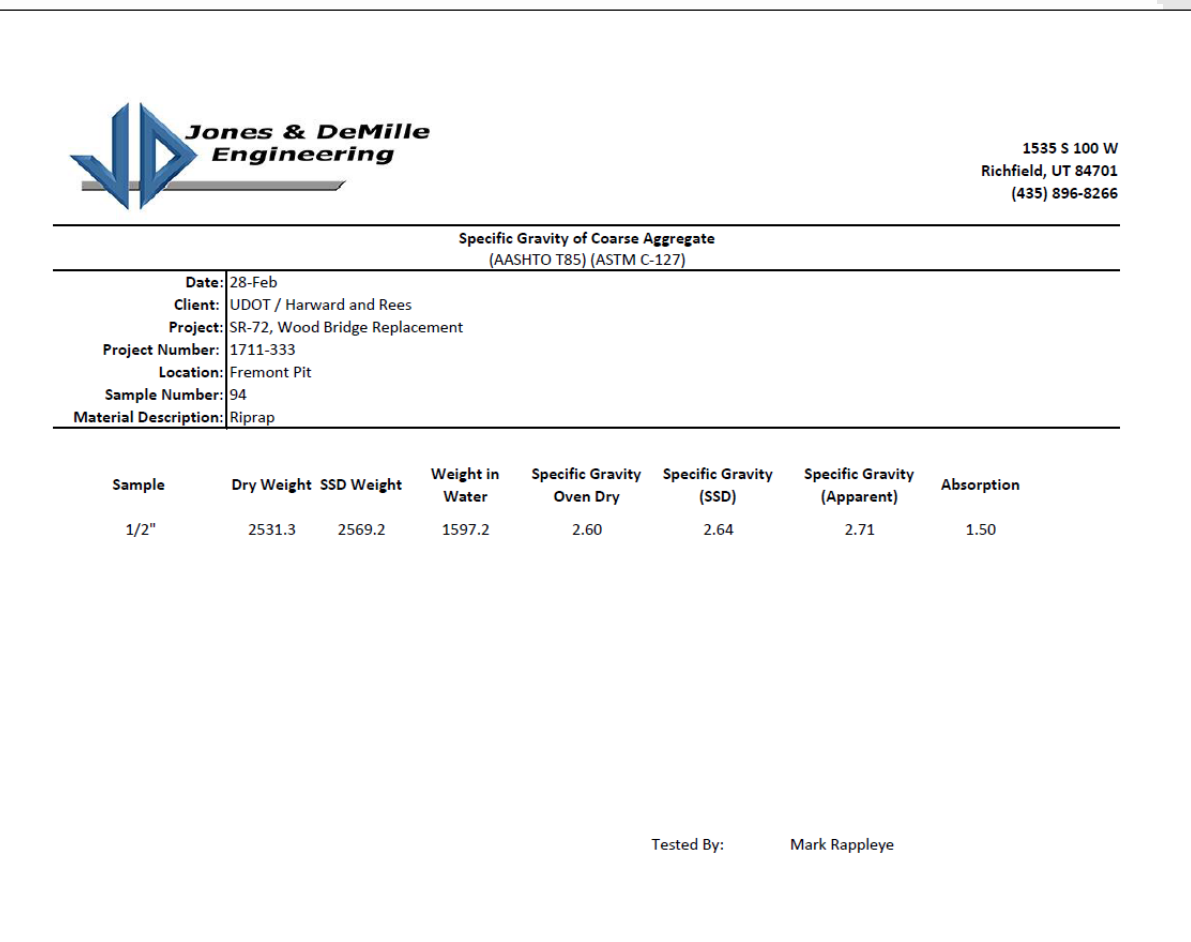 Jones & DeMille
Engineering
1535 S 100 W
Richfield, UT 84701
(435) 896-8266
Specific Gravity of Coarse Aggregate
(AASHTO T85) (ASTM C-127)
Date: 28-Feb
Client: UDOT / Harward and Rees
Project: SR-72, Wood Bridge Replacement
Project Number: 1711-333
Location: Fremont Pit
Sample Number: 94
Material Description: Riprap
Sample Dry Weight SSD Weight Weight in Water Specific Gravity Oven Dry Specific Gravity (SSD) Specific Gravity (Apparent) Absorption
1/2" 2531.3 2569.2 1597.2 2.60 2.64 2.71 1.50
Tested By: Mark Rappleye